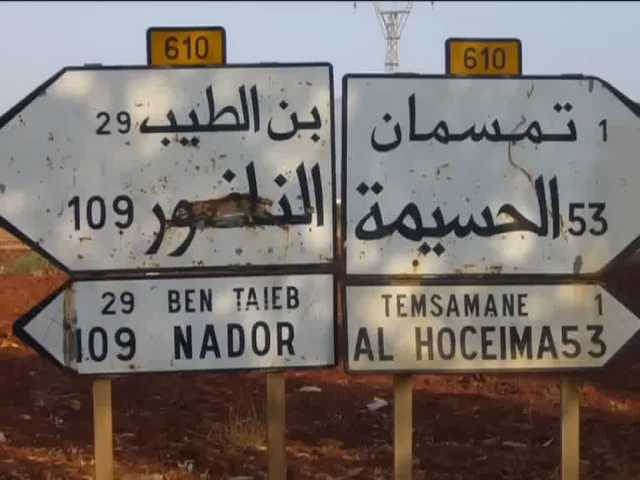 610
بن الطيب 29
الناظور 109
29 BEN TAIEB
109 NADOR
610
تمسمان 1
الحسيمة 53
TEMSAMANE 1
AL HOCEIMA 53